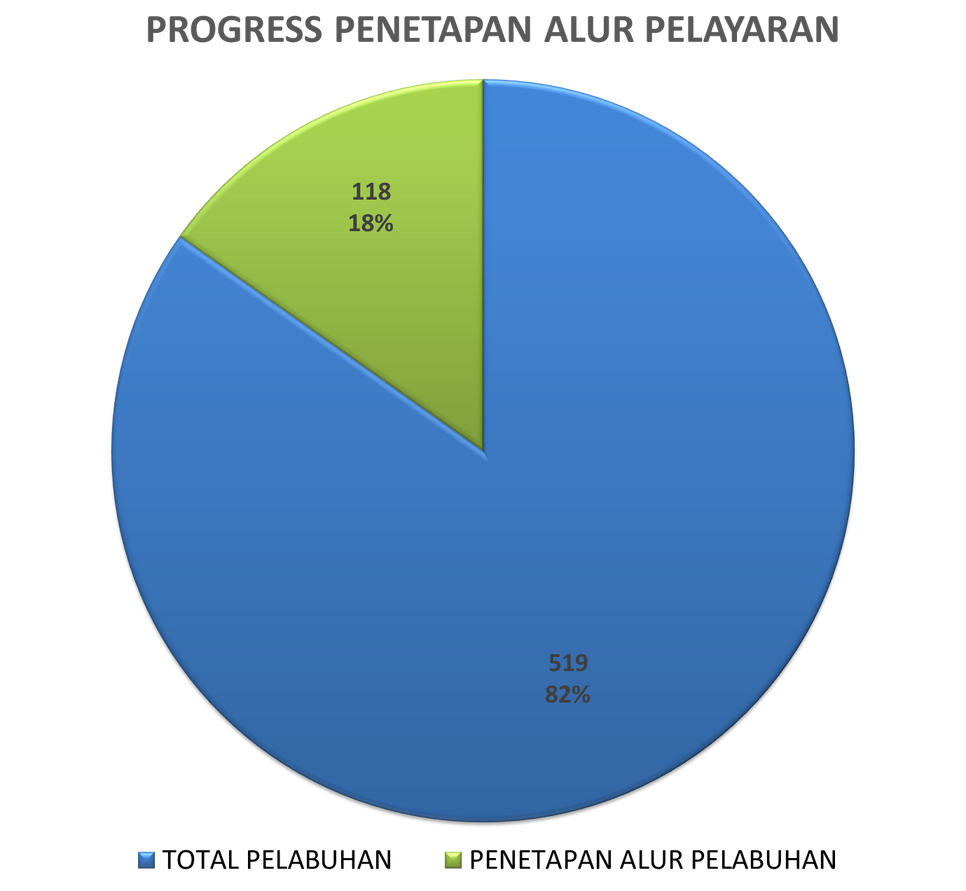 PROGRESS PENETAPAN ALUR PELAYARAN
118
18%
519
82%
TOTAL PELABUHAN
PENETAPAN ALUR PELABUHAN